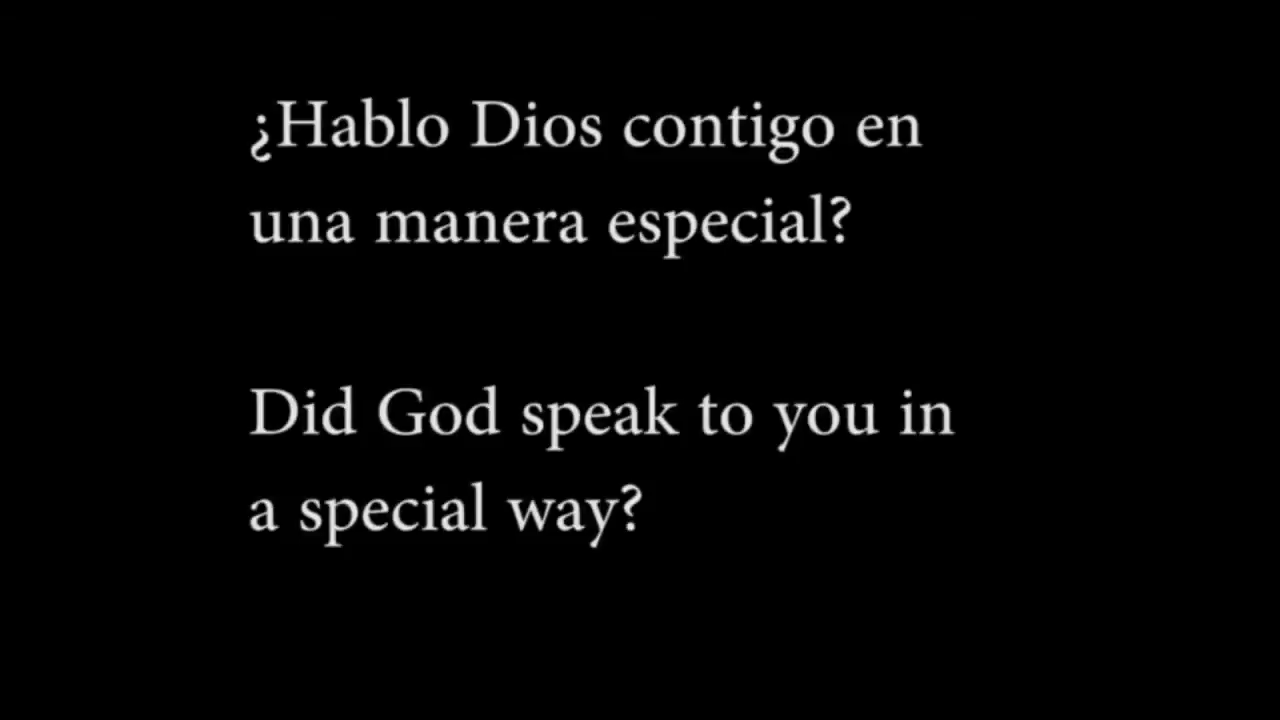 ¿Hablo Dios contigo en
una manera especial?
Did God speak to you in
a special way?